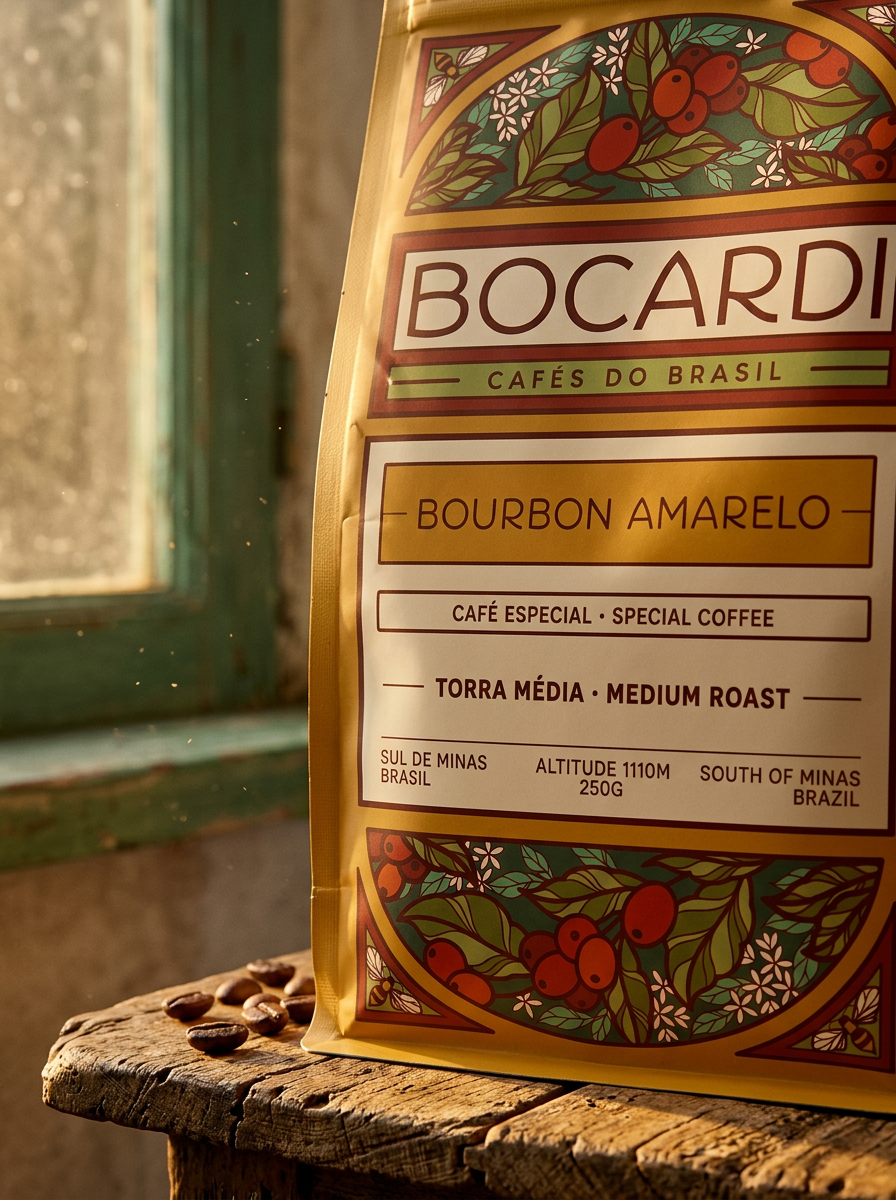 BOCARDI
CAFÉS DO BRASIL
BOURBON AMARELO
CAFÉ ESPECIAL • SPECIAL COFFEE
TORRA MÉDIA • MEDIUM ROAST
SUL DE MINAS
BRASIL
ALTITUDE 1110M
250G
SOUTH OF MINAS
BRAZIL